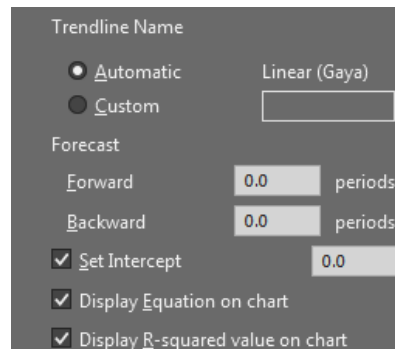 Trendline Name
Automatic Linear (Gaya)
Custom
Forecast
Forward 0.0 periods
Backward 0.0 periods
Set Intercept 0.0
Display Equation on chart
Display R-squared value on chart